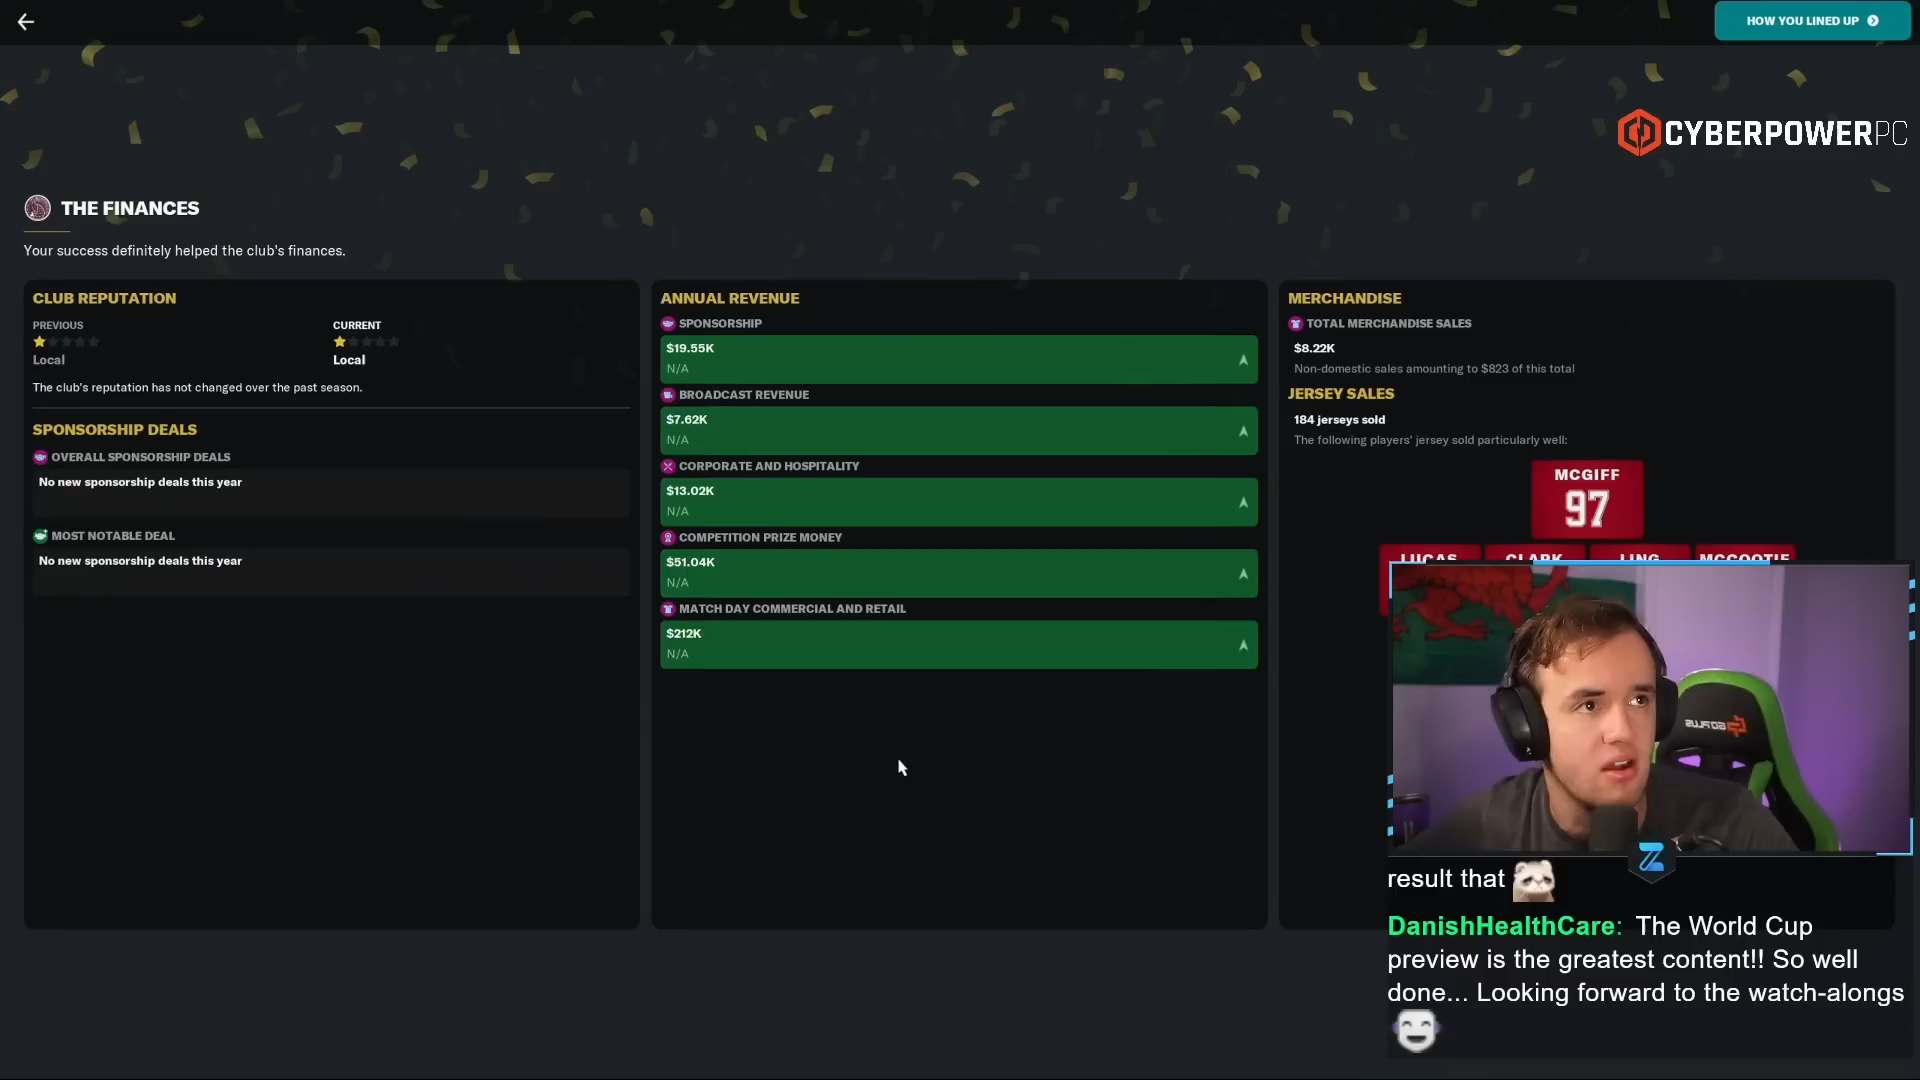 HOW YOU LINED UP
CYBERPOWERPC
THE FINANCES
Your success definitely helped the club's finances.
CLUB REPUTATION
PREVIOUS
CURRENT
Local
Local
The club's reputation has not changed over the past season.
SPONSORSHIP DEALS
OVERALL SPONSORSHIP DEALS
No new sponsorship deals this year
MOST NOTABLE DEAL
No new sponsorship deals this year
ANNUAL REVENUE
SPONSORSHIP
$19.55K
N/A
BROADCAST REVENUE
$7.62K
N/A
CORPORATE AND HOSPITALITY
$13.02K
N/A
COMPETITION PRIZE MONEY
$51.04K
N/A
MATCH DAY COMMERCIAL AND RETAIL
$212K
N/A
MERCHANDISE
TOTAL MERCHANDISE SALES
$8.22K
Non-domestic sales amounting to $823 of this total
JERSEY SALES
184 jerseys sold
The following players' jersey sold particularly well:
MCGIFF
97
LUCAS CLARK LING MCCOOTIE
result that
DanishHealthCare: The World Cup
preview is the greatest content!! So well
done... Looking forward to the watch-alongs